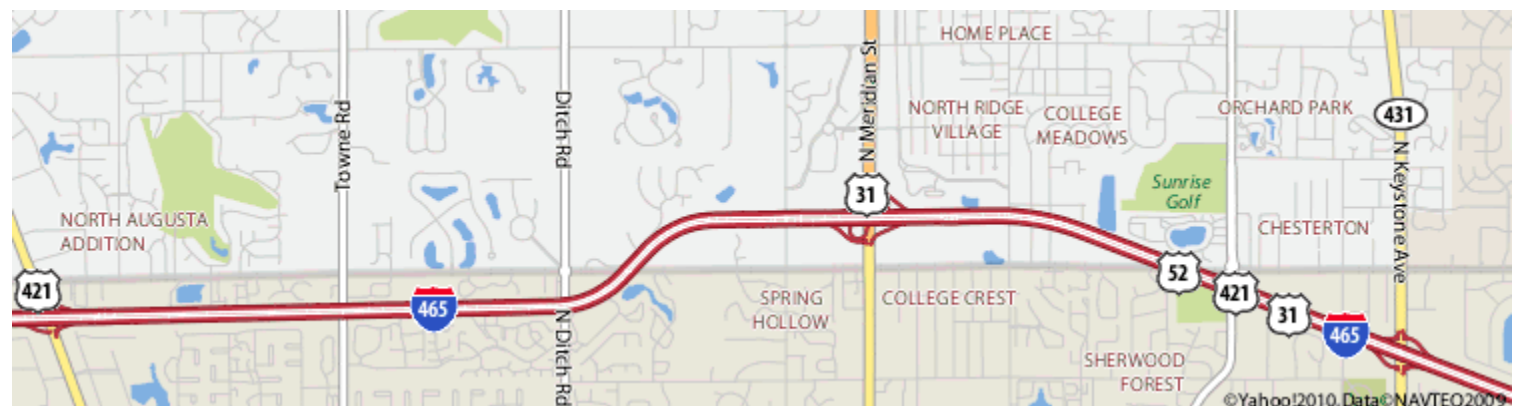 HOME PLACE
N Meridian St
Towne Rd
Ditch Rd
NORTH RIDGE
VILLAGE
COLLEGE
MEADOWS
ORCHARD PARK
431
N Keystone Ave
31
Sunrise
Golf
NORTH AUGUSTA
ADDITION
CHESTERTON
421
465
52
421
31
465
SPRING
HOLLOW
COLLEGE CREST
N Ditch Rd
SHERWOOD
FOREST
©Yahoo!2010, Data©NAVTEQ2009